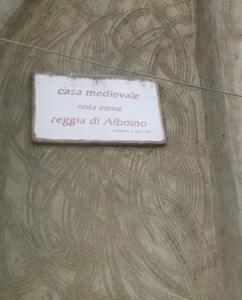 casa medievale
nota come
reggia di Alboino